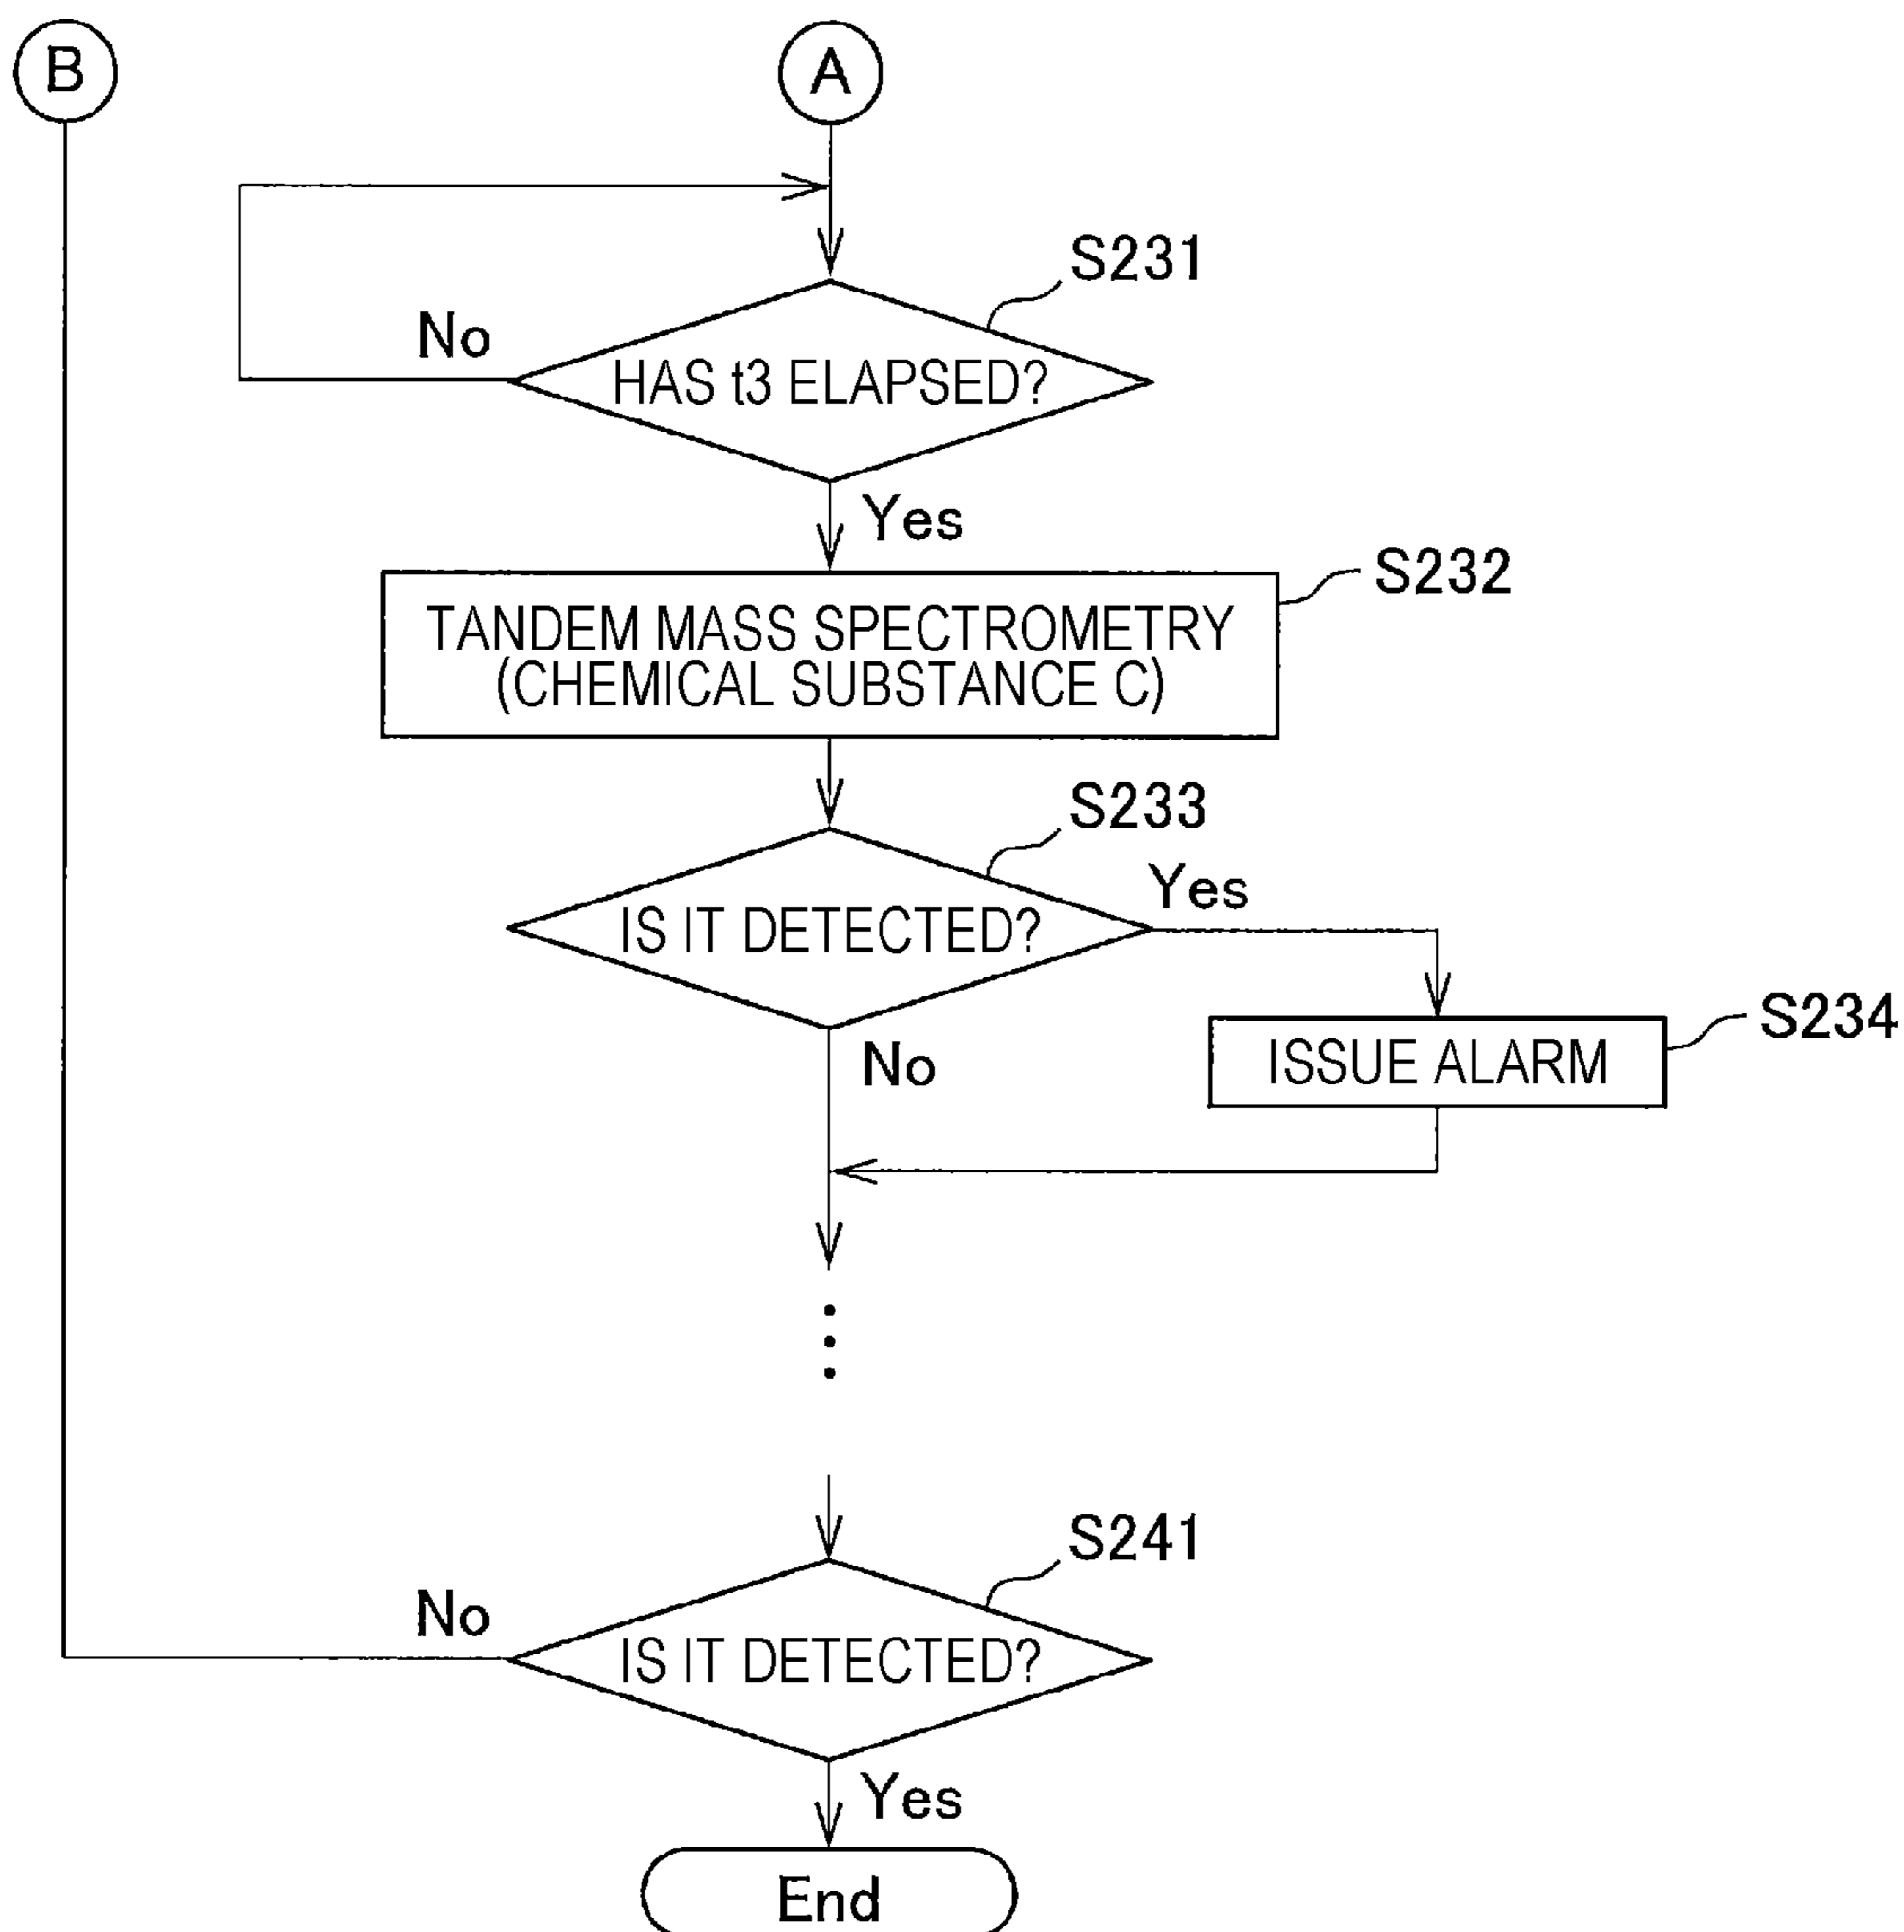 B
A
S231
No
HAS t3 ELAPSED?
Yes
S232
TANDEM MASS SPECTROMETRY
(CHEMICAL SUBSTANCE C)
S233
Yes
IS IT DETECTED?
S234
No
ISSUE ALARM
S241
No
IS IT DETECTED?
Yes
End